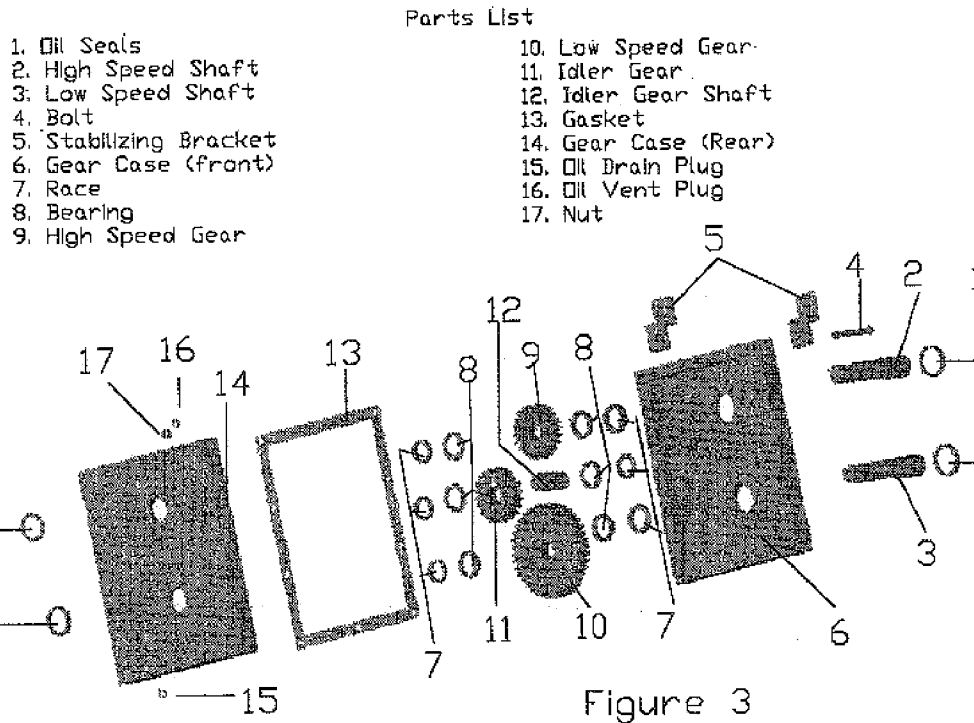 Parts List
1. Oil Seals
2. High Speed Shaft
3. Low Speed Shaft
4. Bolt
5. Stabilizing Bracket
6. Gear Case (front)
7. Race
8. Bearing
9. High Speed Gear
10. Low Speed Gear
11. Idler Gear
12. Idler Gear Shaft
13. Gasket
14. Gear Case (Rear)
15. Oil Drain Plug
16. Oil Vent Plug
17. Nut
5
4
2
12
17
16
14
13
8
9
8
3
7
11
10
7
6
15
Figure 3